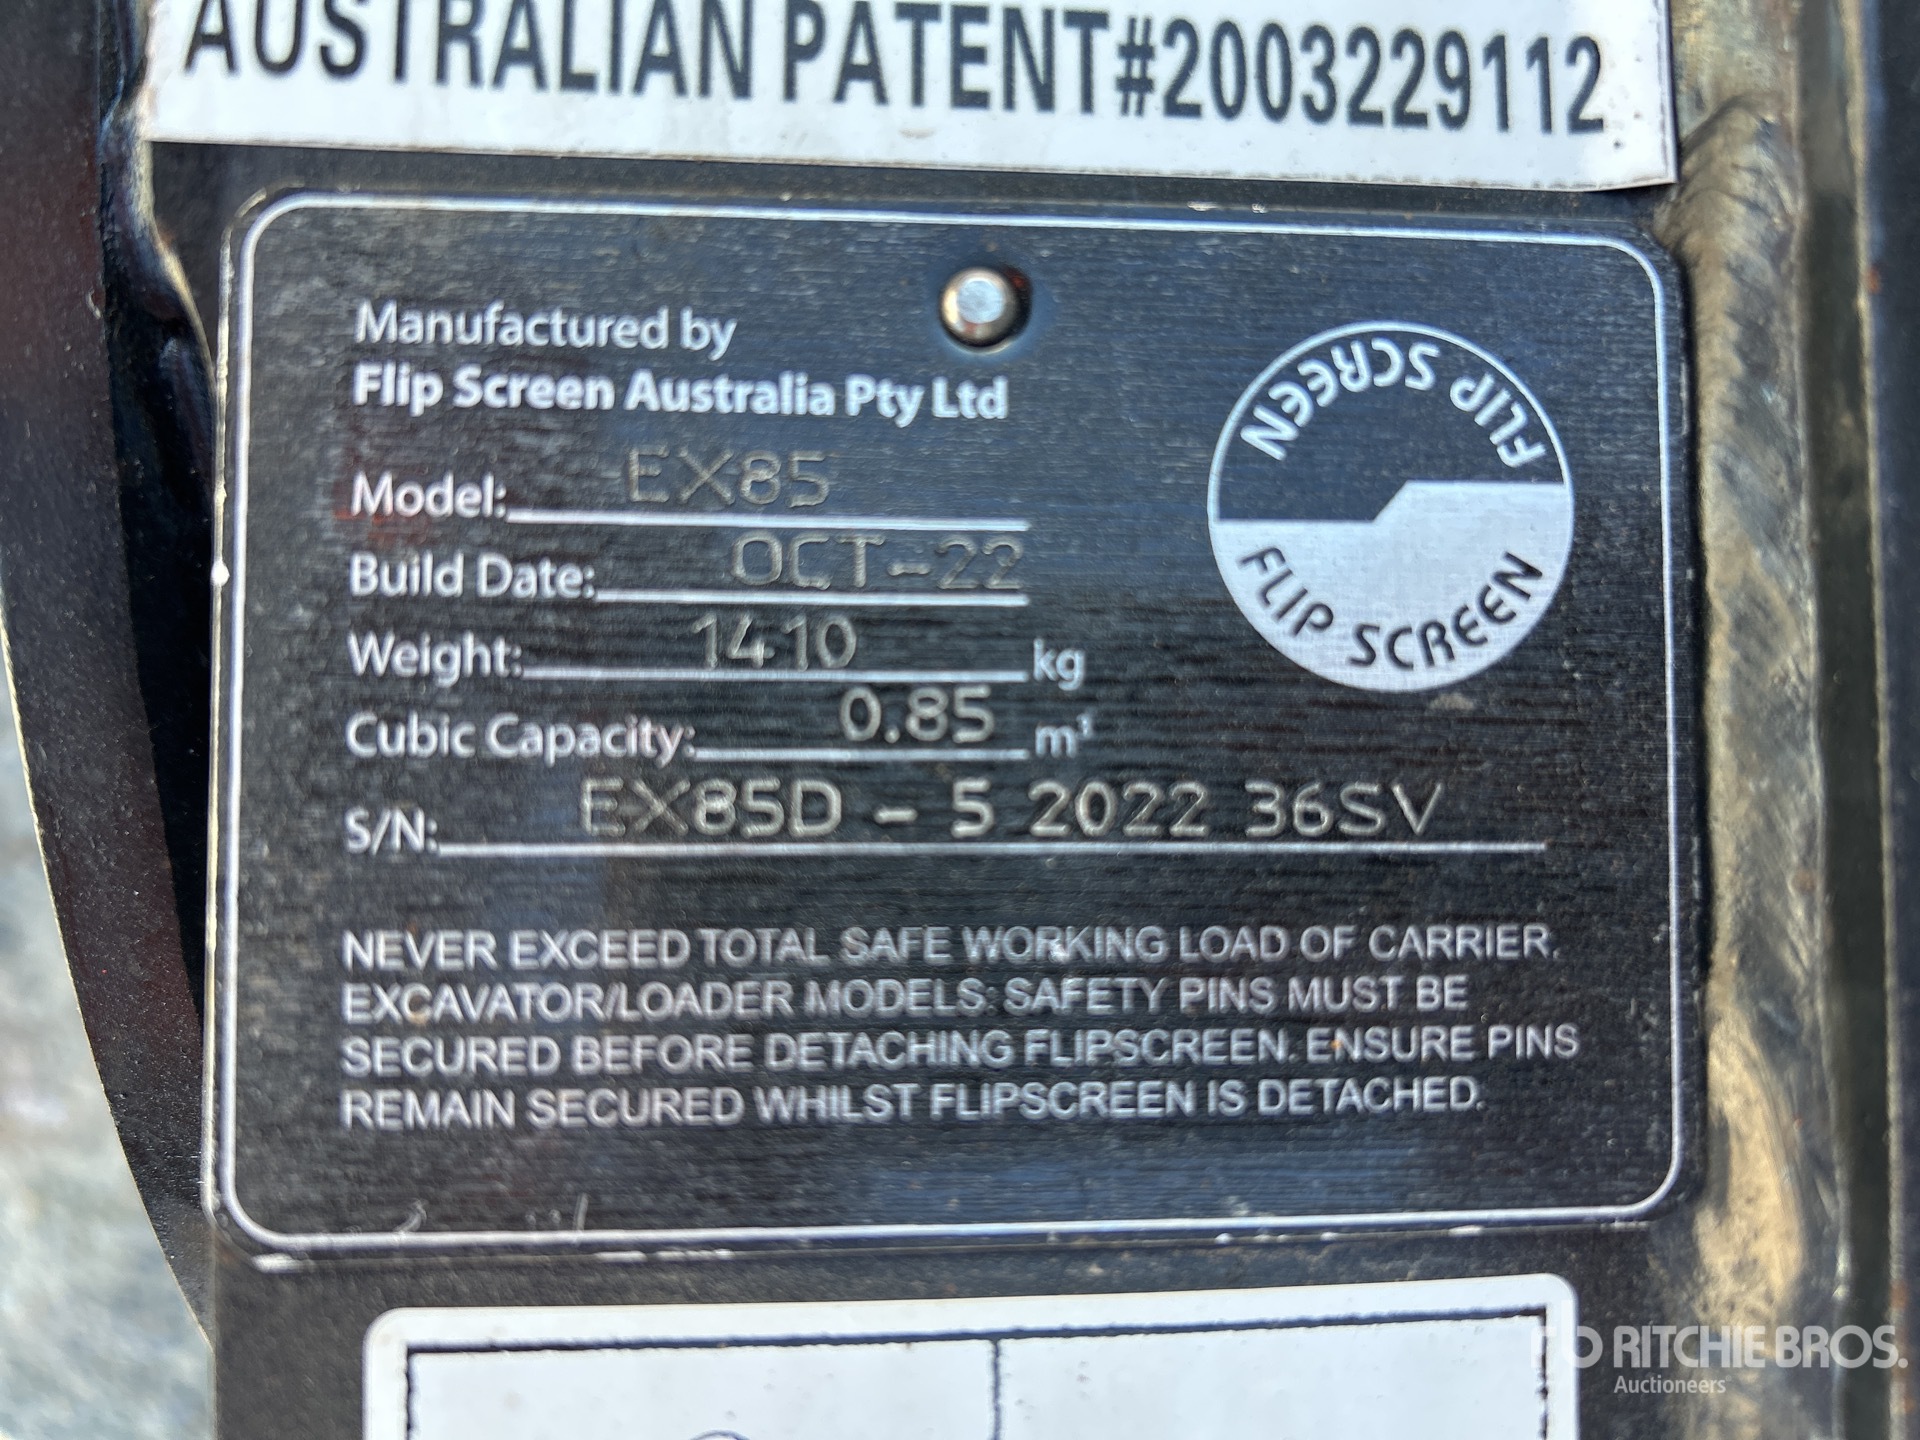 AUSTRALIAN PATENT#2003229112
Manufactured by
Flip Screen Australia Pty Ltd
Model: EX85
Build Date: OCT-22
Weight: 1410 kg
Cubic Capacity: 0.85 m³
S/N: EX85D - 5 2022 36SV
FLIP SCREEN
FLIP SCREEN
NEVER EXCEED TOTAL SAFE WORKING LOAD OF CARRIER.
EXCAVATOR/LOADER MODELS: SAFETY PINS MUST BE
SECURED BEFORE DETACHING FLIPSCREEN. ENSURE PINS
REMAIN SECURED WHILST FLIPSCREEN IS DETACHED.
RITCHIE BROS.
Auctioneers